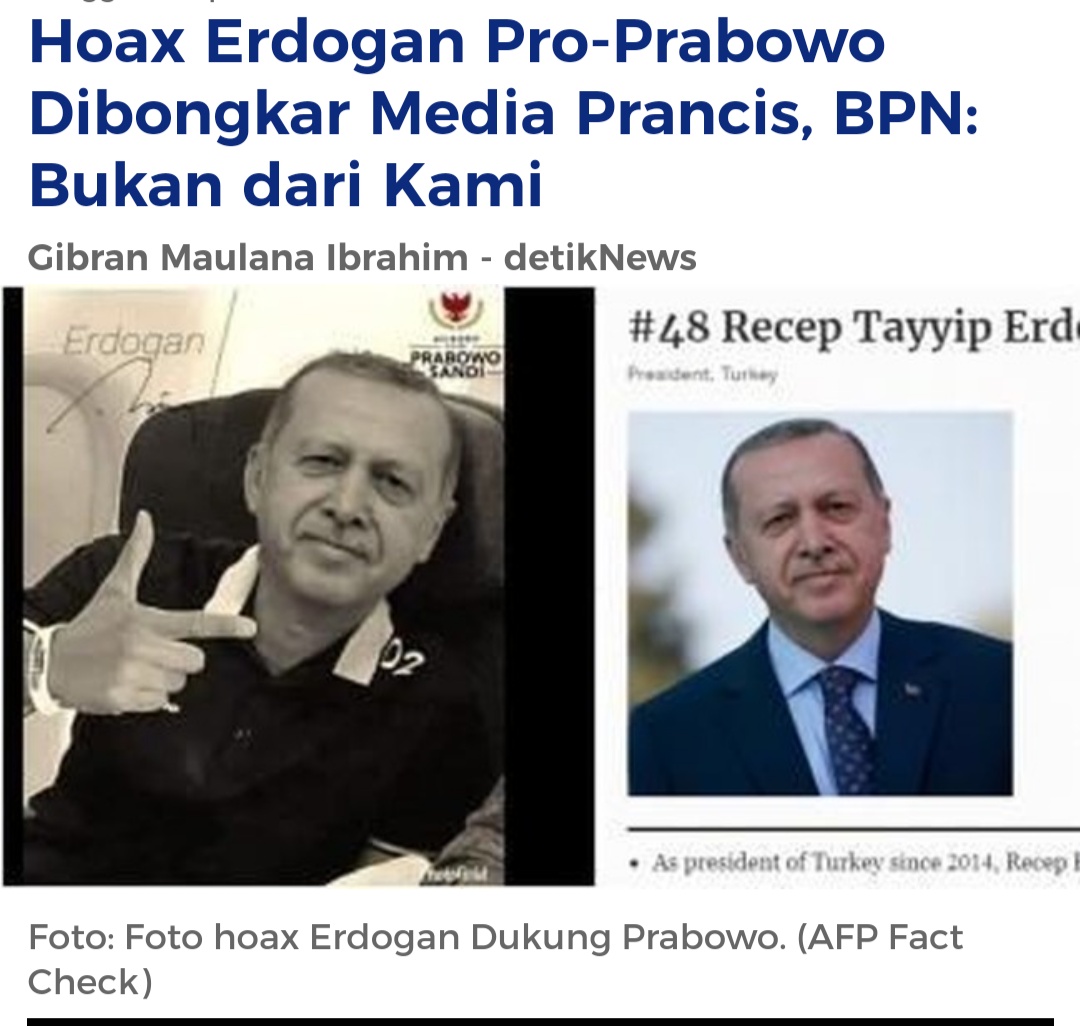 Hoax Erdogan Pro-Prabowo
Dibongkar Media Prancis, BPN:
Bukan dari Kami
Gibran Maulana Ibrahim - detikNews
Erdogan
PRABOWO
SANDI
02
#48 Recep Tayyip Erd
President, Turkey
• As president of Turkey since 2014, Recep
Foto: Foto hoax Erdogan Dukung Prabowo. (AFP Fact
Check)